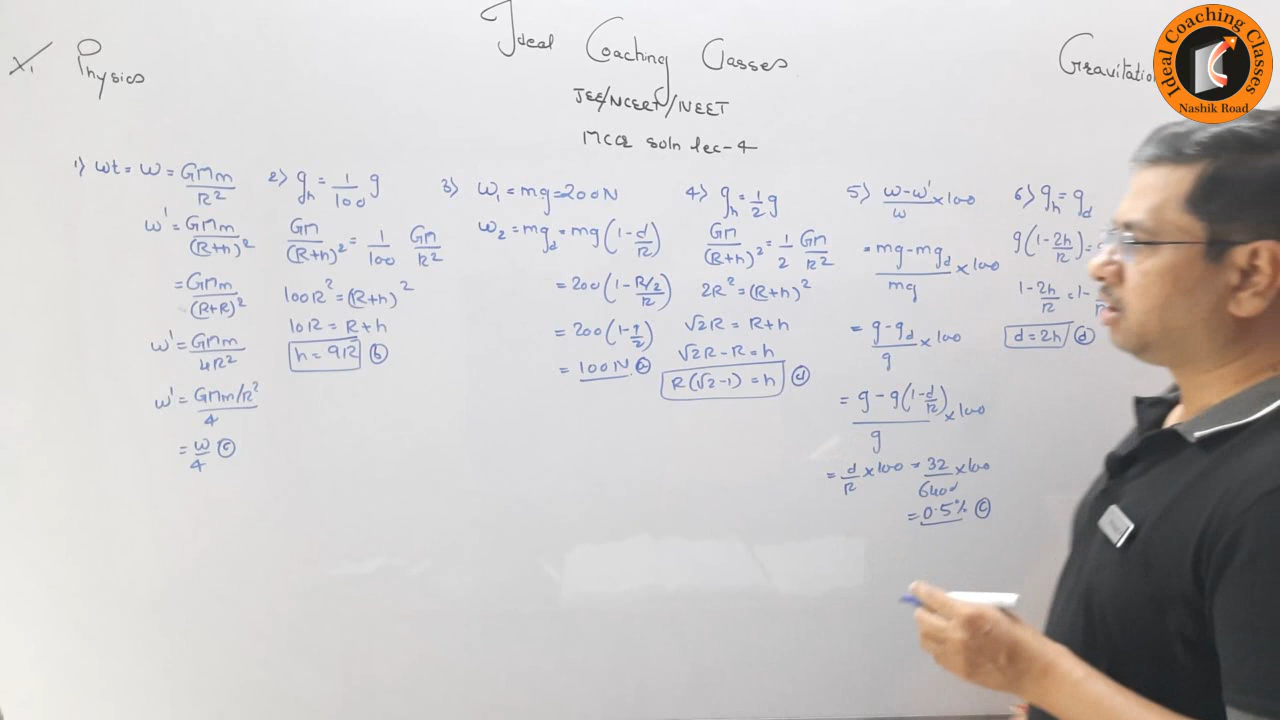 XI Physics
Ideal Coaching Classes
Gravitation
JEE/NCERT/NEET
MCQ soln lec-4
Ideal Coaching Classes
Nashik Road
1) wt = W = GMm/R²
W' = GMm/(R+h)²
= GMm/(R+R)²
W' = GMm/4R²
W' = GMm/R²/4
= W/4 (c)
2) g_h = 1/100 g
GM/(R+h)² = 1/100 GM/R²
100R² = (R+h)²
10R = R+h
h = 9R (b)
3) W₁ = mg = 200N
W₂ = mg_d = mg(1-d/R)
= 200(1-R/2/R)
= 200(1-1/2)
= 100N (a)
4) g_h = 1/2 g
GM/(R+h)² = 1/2 GM/R²
2R² = (R+h)²
√2R = R+h
√2R-R = h
R(√2-1) = h (d)
5) W-W'/W × 100
= mg-mg_d/mg × 100
= g-g_d/g × 100
= g-g(1-d/R)/g × 100
= d/R × 100 = 32/6400 × 100
= 0.5% (c)
6) g_h = g_d
g(1-2h/R) =
1-2h/R = 1-
d = 2h (d)